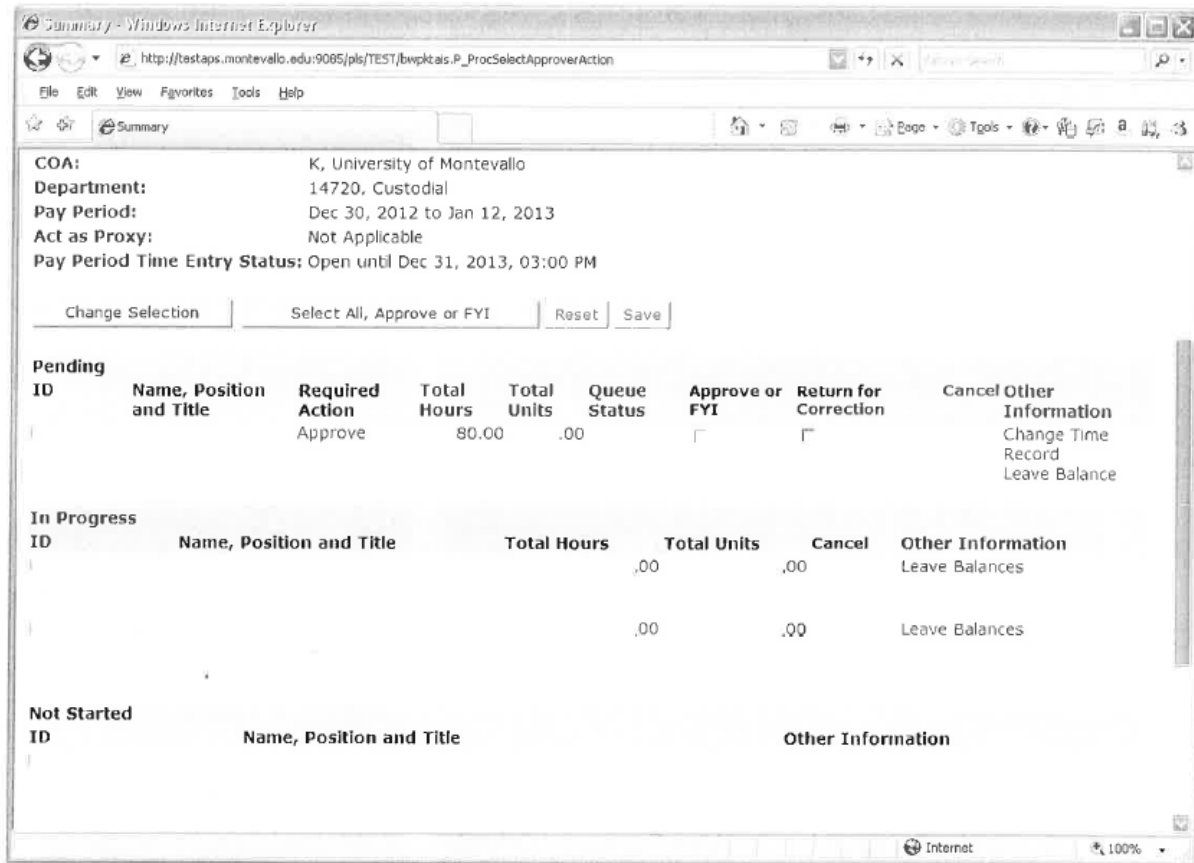 Summary - Windows Internet Explorer
http://testaps.montevallo.edu:9085/pls/TEST/bwpktais.P_ProcSelectApproverAction
File Edit View Favorites Tools Help
Summary Page Tools
COA: K, University of Montevallo
Department: 14720, Custodial
Pay Period: Dec 30, 2012 to Jan 12, 2013
Act as Proxy: Not Applicable
Pay Period Time Entry Status: Open until Dec 31, 2013, 03:00 PM
Change Selection Select All, Approve or FYI Reset Save
Pending
ID Name, Position Required Total Total Queue Approve or Return for Cancel Other
and Title Action Hours Units Status FYI Correction Information
Approve 80.00 .00 Change Time
Record
Leave Balance
In Progress
ID Name, Position and Title Total Hours Total Units Cancel Other Information
.00 .00 Leave Balances
.00 .00 Leave Balances
Not Started
ID Name, Position and Title Other Information
Internet 100%